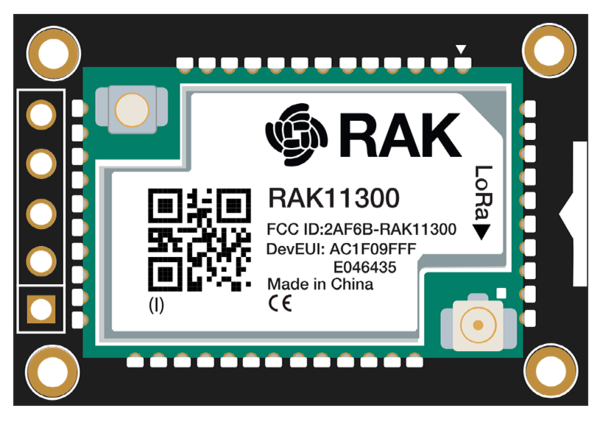 RAK
LoRa
RAK11300
FCC ID:2AF6B-RAK11300
DevEUI: AC1F09FFF
E046435
Made in China
CE
(I)